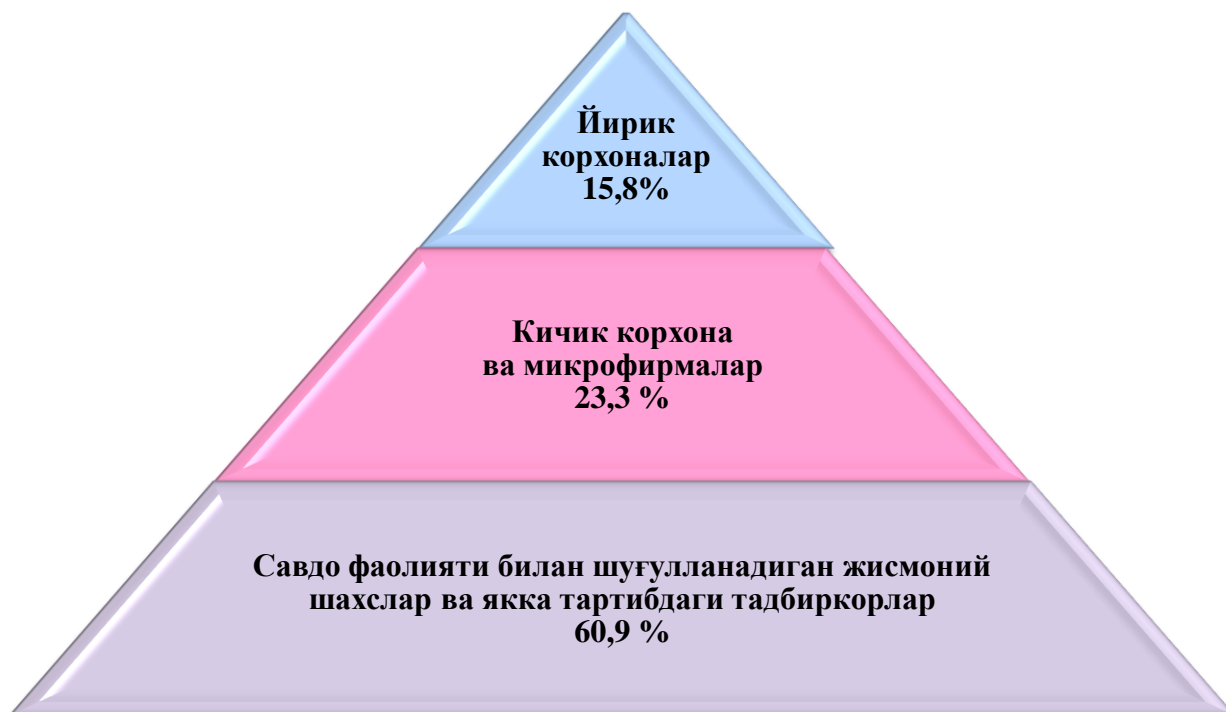 Йирик
корхоналар
15,8%
Кичик корхона
ва микрофирмалар
23,3 %
Савдо фаолияти билан шуғулланадиган жисмоний
шахслар ва якка тартибдаги тадбиркорлар
60,9 %